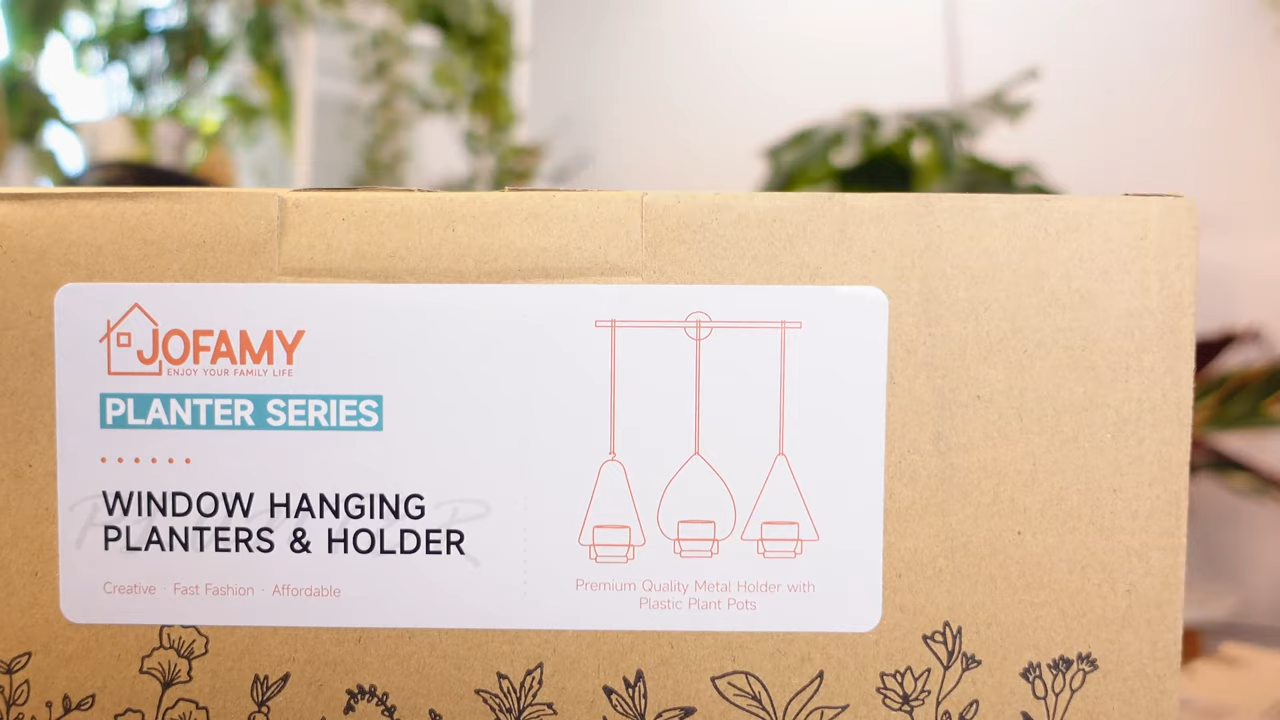 JOFAMY
ENJOY YOUR FAMILY LIFE
PLANTER SERIES
WINDOW HANGING
PLANTERS & HOLDER
Creative · Fast Fashion · Affordable
Premium Quality Metal Holder with
Plastic Plant Pots